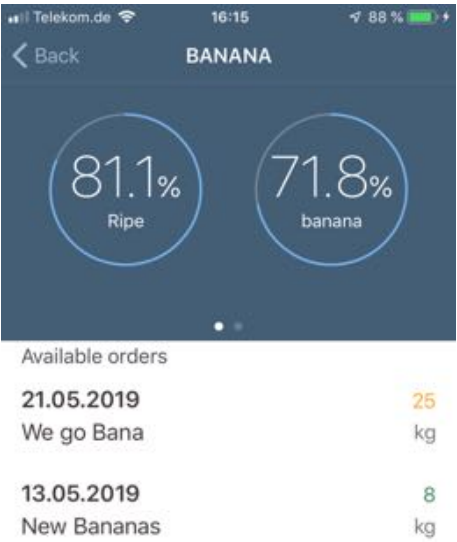 Telekom.de 16:15 88 %
Back BANANA
81.1% 71.8%
Ripe banana
Available orders
21.05.2019 25
We go Bana kg
13.05.2019 8
New Bananas kg